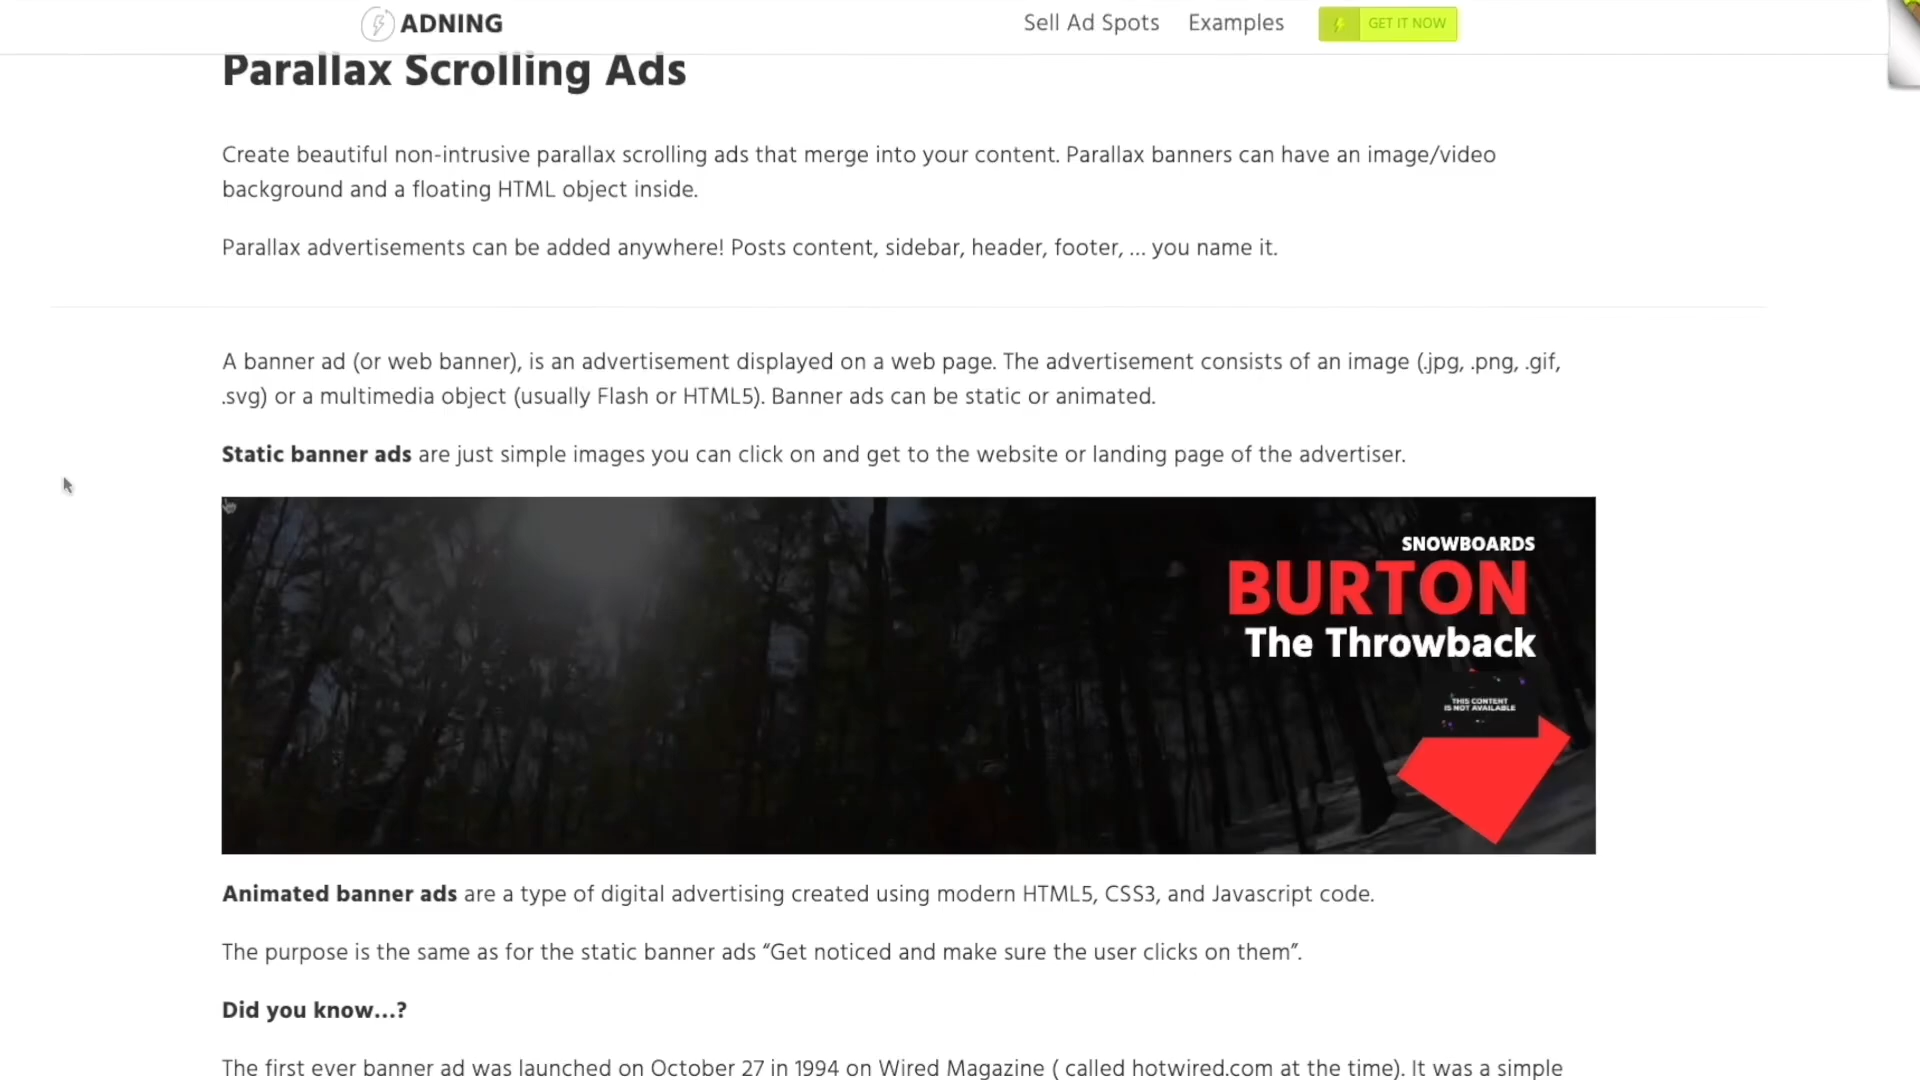 ADNING
Sell Ad Spots
Examples
GET IT NOW
Parallax Scrolling Ads
Create beautiful non-intrusive parallax scrolling ads that merge into your content. Parallax banners can have an image/video
background and a floating HTML object inside.
Parallax advertisements can be added anywhere! Posts content, sidebar, header, footer, ... you name it.
A banner ad (or web banner), is an advertisement displayed on a web page. The advertisement consists of an image (.jpg, .png, .gif,
.svg) or a multimedia object (usually Flash or HTML5). Banner ads can be static or animated.
Static banner ads are just simple images you can click on and get to the website or landing page of the advertiser.
SNOWBOARDS
BURTON
The Throwback
THIS CONTENT
IS NOT AVAILABLE
Animated banner ads are a type of digital advertising created using modern HTML5, CSS3, and Javascript code.
The purpose is the same as for the static banner ads “Get noticed and make sure the user clicks on them”.
Did you know...?
The first ever banner ad was launched on October 27 in 1994 on Wired Magazine ( called hotwired.com at the time). It was a simple